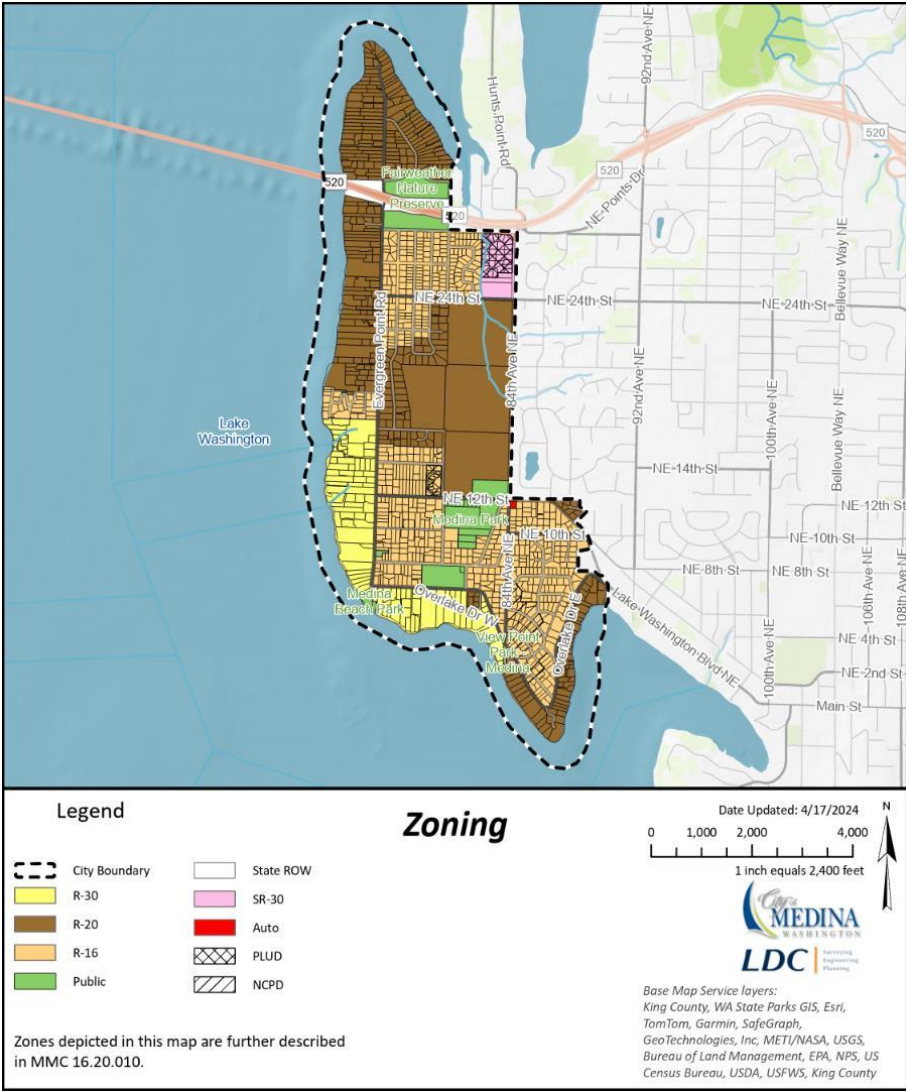 Hunts Point Rd
92nd Ave NE
520
520
NE Points Dr
Bellevue Way NE
520
Fairweather
Nature
Preserve
520
NE 24th St
NE 24th St
NE 24th St
Evergreen Point Rd
84th Ave NE
92nd Ave NE
100th Ave NE
Bellevue Way NE
Lake
Washington
NE 14th St
NE 12th St
NE 12th St
Medina Park
NE 10th St
NE 10th St
NE 8th St
NE 8th St
84th Ave NE
Medina
Beach Park
Overlake Dr W
Overlake Dr E
Lake Washington Blvd NE
100th Ave NE
106th Ave NE
108th Ave NE
View Point
Park -
Medina
NE 4th St
NE 2nd St
Main St
Legend
City Boundary
R-30
R-20
R-16
Public
State ROW
SR-30
Auto
PLUD
NCPD
Zones depicted in this map are further described
in MMC 16.20.010.
Zoning
Date Updated: 4/17/2024
N
0 1,000 2,000 4,000
1 inch equals 2,400 feet
City of
MEDINA
WASHINGTON
LDC
Surveying
Engineering
Planning
Base Map Service layers:
King County, WA State Parks GIS, Esri,
TomTom, Garmin, SafeGraph,
GeoTechnologies, Inc, METI/NASA, USGS,
Bureau of Land Management, EPA, NPS, US
Census Bureau, USDA, USFWS, King County